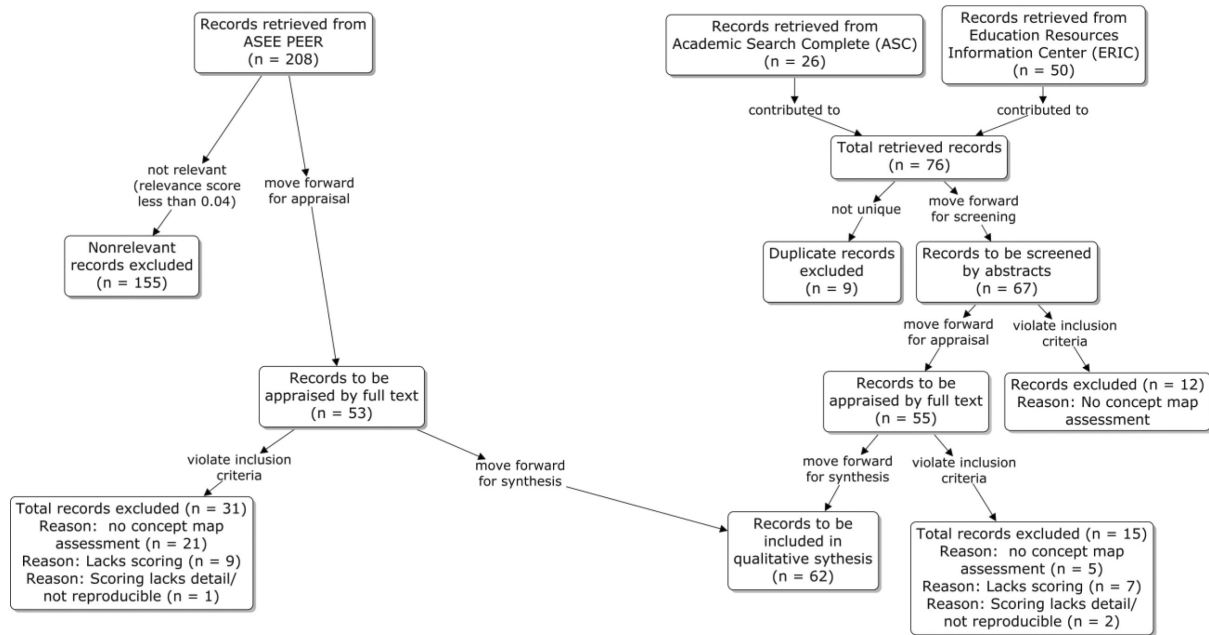 Records retrieved from
ASEE PEER
(n = 208)
Records retrieved from
Academic Search Complete (ASC)
(n = 26)
Records retrieved from
Education Resources
Information Center (ERIC)
(n = 50)
contributed to
contributed to
Total retrieved records
(n = 76)
not relevant
(relevance score
less than 0.04)
move forward
for appraisal
not unique
move forward
for screening
Nonrelevant
records excluded
(n = 155)
Duplicate records
excluded
(n = 9)
Records to be screened
by abstracts
(n = 67)
move forward
for appraisal
violate inclusion
criteria
Records to be
appraised by full text
(n = 53)
Records to be
appraised by full text
(n = 55)
Records excluded (n = 12)
Reason: No concept map
assessment
violate inclusion
criteria
move forward
for synthesis
move forward
for synthesis
violate inclusion
criteria
Total records excluded (n = 31)
Reason: no concept map
assessment (n = 21)
Reason: Lacks scoring (n = 9)
Reason: Scoring lacks detail/
not reproducible (n = 1)
Records to be
included in
qualitative sythesis
(n = 62)
Total records excluded (n = 15)
Reason: no concept map
assessment (n = 5)
Reason: Lacks scoring (n = 7)
Reason: Scoring lacks detail/
not reproducible (n = 2)